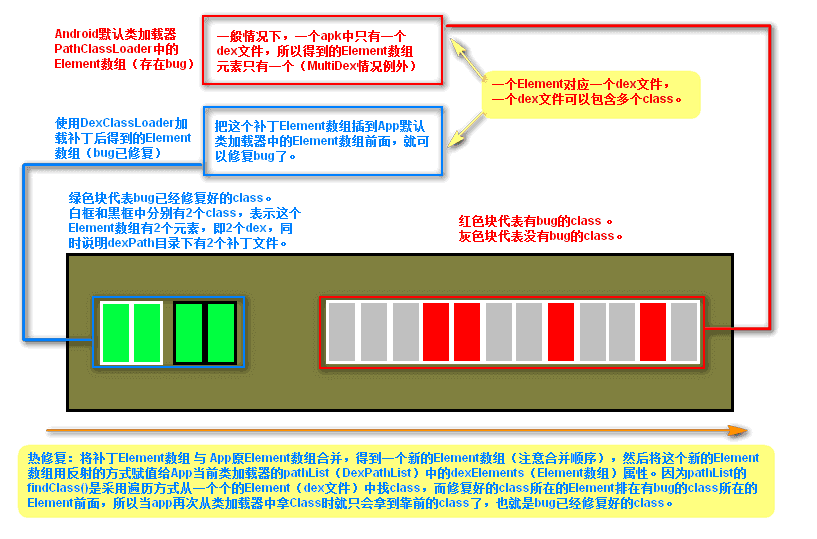 Android默认类加载器
PathClassLoader中的
Element数组（存在bug）
一般情况下，一个apk中只有一个
dex文件，所以得到的Element数组
元素只有一个（MultiDex情况例外）
一个Element对应一个dex文件，
一个dex文件可以包含多个class。
使用DexClassLoader加
载补丁后得到的Element
数组（bug已修复）
把这个补丁Element数组插到App默认
类加载器中的Element数组前面，就可
以修复bug了。
绿色块代表bug已经修复好的class。
白框和黑框中分别有2个class，表示这个
Element数组有2个元素，即2个dex，同
时说明dexPath目录下有2个补丁文件。
红色块代表有bug的class 。
灰色块代表没有bug的class。
热修复：将补丁Element数组 与 App原Element数组合并，得到一个新的Element数组（注意合并顺序），然后将这个新的Element
数组用反射的方式赋值给App当前类加载器的pathList（DexPathList）中的dexElements（Element数组）属性。因为pathList的
findClass()是采用遍历方式从一个个的Element（dex文件）中找class，而修复好的class所在的Element排在有bug的class所在的
Element前面，所以当app再次从类加载器中拿Class时就只会拿到靠前的class了，也就是bug已经修复好的class。